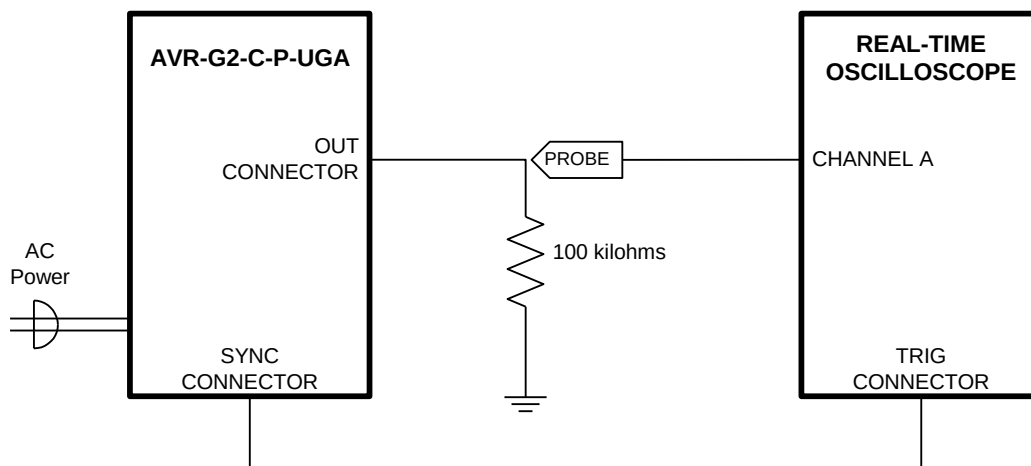 AVR-G2-C-P-UGA
REAL-TIME
OSCILLOSCOPE
OUT
CONNECTOR
PROBE
CHANNEL A
100 kilohms
AC
Power
SYNC
CONNECTOR
TRIG
CONNECTOR